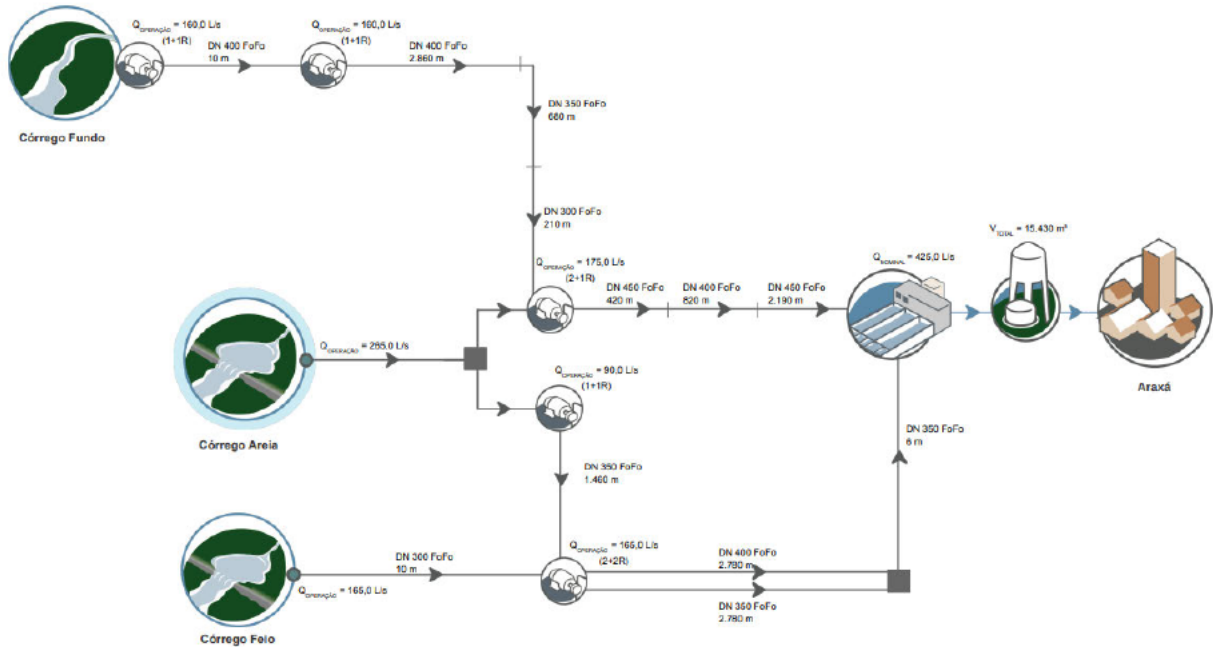 Q OPERAÇÃO = 160,0 L/s
(1+1R)
DN 400 FoFo
10 m
Q OPERAÇÃO = 160,0 L/s
(1+1R)
DN 400 FoFo
2.860 m
Córrego Fundo
DN 350 FoFo
680 m
DN 300 FoFo
210 m
Q OPERAÇÃO = 175,0 L/s
(2+1R)
DN 450 FoFo
420 m
DN 400 FoFo
820 m
DN 450 FoFo
2.190 m
Q NOMINAL = 425,0 L/s
V TOTAL = 15.430 m³
Araxá
Q OPERAÇÃO = 265,0 L/s
Córrego Areia
Q OPERAÇÃO = 90,0 L/s
(1+1R)
DN 350 FoFo
1.460 m
DN 350 FoFo
6 m
DN 300 FoFo
10 m
Q OPERAÇÃO = 165,0 L/s
Córrego Feio
Q OPERAÇÃO = 165,0 L/s
(2+2R)
DN 400 FoFo
2.780 m
DN 350 FoFo
2.780 m